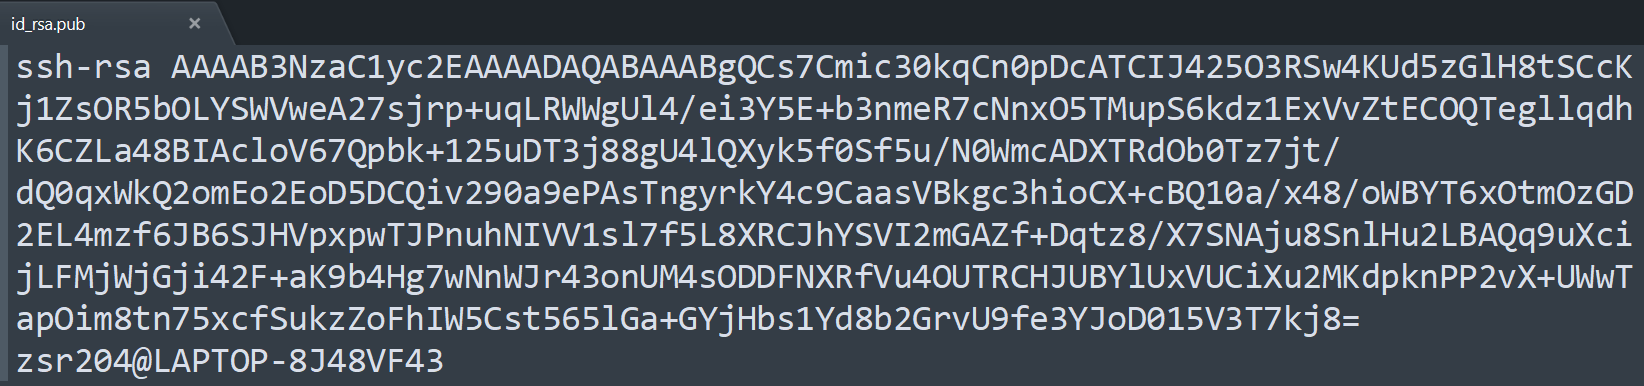 id_rsa.pub
ssh-rsa AAAAB3NzaC1yc2EAAAADAQABAAABgQCs7Cmic30kqCn0pDcATCIJ425O3RSw4KUd5zGlH8tSCcK
j1ZsOR5bOLYSWVweA27sjrp+uqLRWWgUl4/ei3Y5E+b3nmeR7cNnxO5TMupS6kdz1ExVvZtECOQTegllqdh
K6CZLa48BIAcloV67Qpbk+125uDT3j88gU4lQXyk5f0Sf5u/N0WmcADXTRdOb0Tz7jt/
dQ0qxWkQ2omEo2EoD5DCQiv290a9ePAsTngyrkY4c9CaasVBkgc3hioCX+cBQ10a/x48/oWBYT6xOtmOzGD
2EL4mzf6JB6SJHVpxpwTJPnuhNIVV1sl7f5L8XRCJhYSVI2mGAZf+Dqtz8/X7SNAju8SnlHu2LBAQq9uXci
jLFMjWjGji42F+aK9b4Hg7wNnWJr43onUM4sODDFNXRfVu4OUTRCHJUBYlUxVUCiXu2MKdpknPP2vX+UWwT
apOim8tn75xcfSukzZoFhIW5Cst565lGa+GYjHbs1Yd8b2GrvU9fe3YJoD015V3T7kj8=
zsr204@LAPTOP-8J48VF43